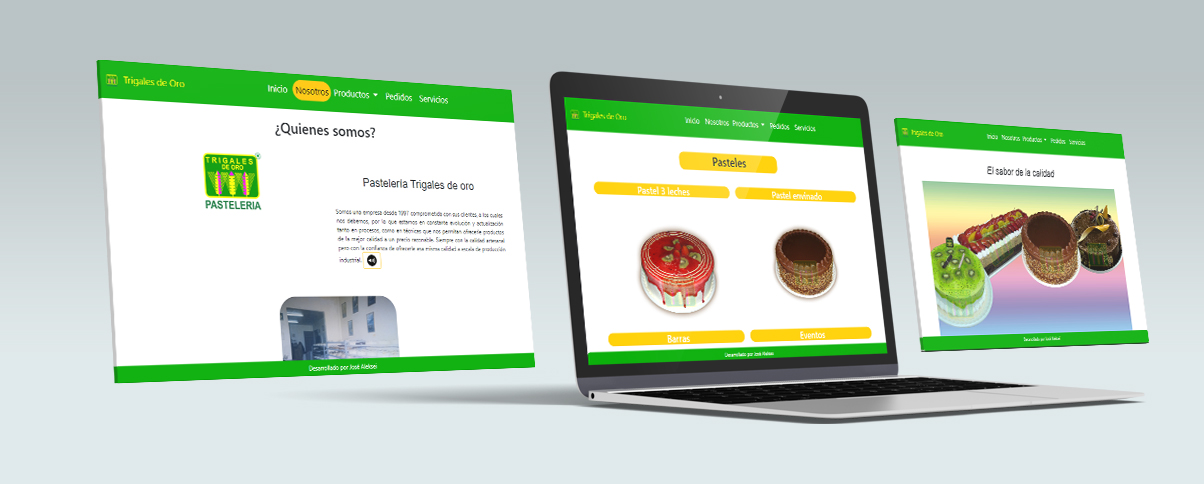 Trigales de Oro
Inicio Nosotros Productos Pedidos Servicios
¿Quienes somos?
TRIGALES
DE ORO
PASTELERIA
Pastelería Trigales de oro
Somos una empresa desde 1997 comprometida con sus clientes, a los cuales
nos debemos, por lo que estamos en constante evolución y actualización
tanto en procesos, como en técnicas que nos permitan ofrecerle productos
de la mejor calidad a un precio razonable. Siempre con la calidad artesanal
pero con la confianza de ofrecerle esa misma calidad a escala de producción
industrial.
Desarrollado por José Aleksei
Trigales de Oro
Inicio Nosotros Productos Pedidos Servicios
Pasteles
Pastel 3 leches Pastel envinado
Barras Eventos
Desarrollado por José Aleksei
Trigales de Oro
Inicio Nosotros Productos Pedidos Servicios
El sabor de la calidad
Desarrollado por José Aleksei